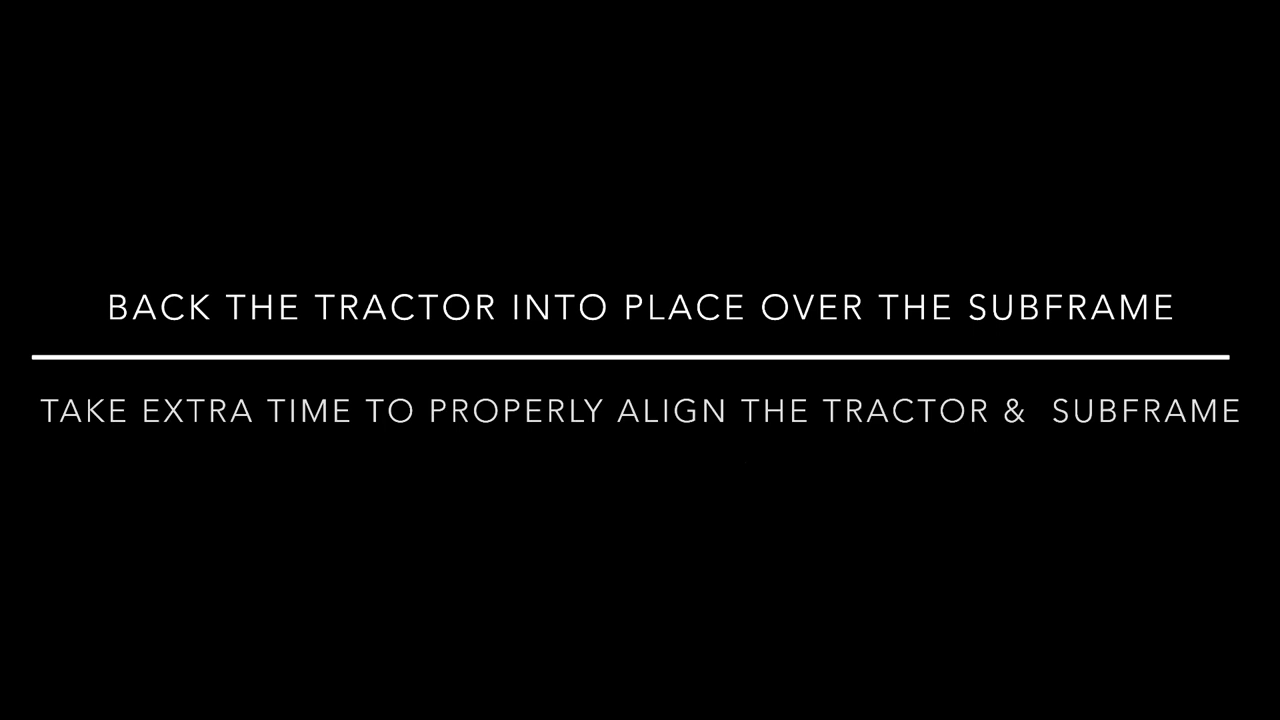 BACK THE TRACTOR INTO PLACE OVER THE SUBFRAME
TAKE EXTRA TIME TO PROPERLY ALIGN THE TRACTOR &  SUBFRAME